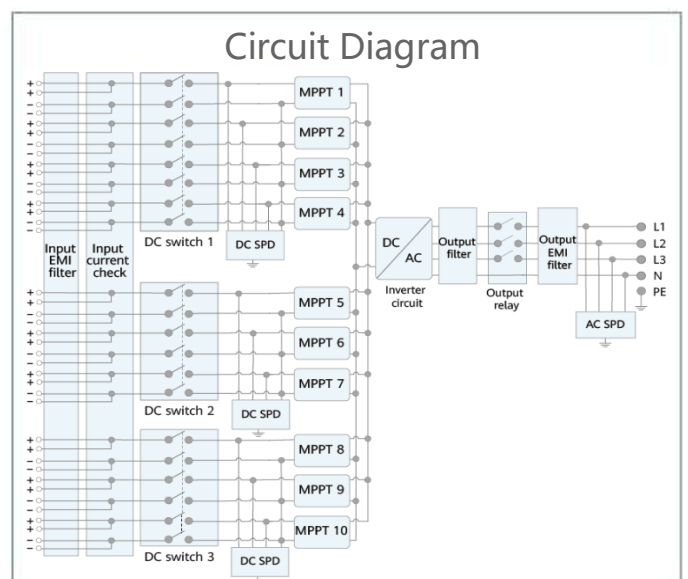 Circuit Diagram
+
+
−
−
+
+
−
−
+
+
−
−
+
+
−
−
MPPT 1
MPPT 2
MPPT 3
MPPT 4
DC switch 1
DC SPD
Input
EMI
filter
Input
current
check
+
+
−
−
+
+
−
−
+
+
−
−
MPPT 5
MPPT 6
MPPT 7
DC switch 2
DC SPD
+
+
−
−
+
+
−
−
+
+
−
−
MPPT 8
MPPT 9
MPPT 10
DC switch 3
DC SPD
DC
AC
Inverter
circuit
Output
filter
Output
relay
Output
EMI
filter
L1
L2
L3
N
PE
AC SPD